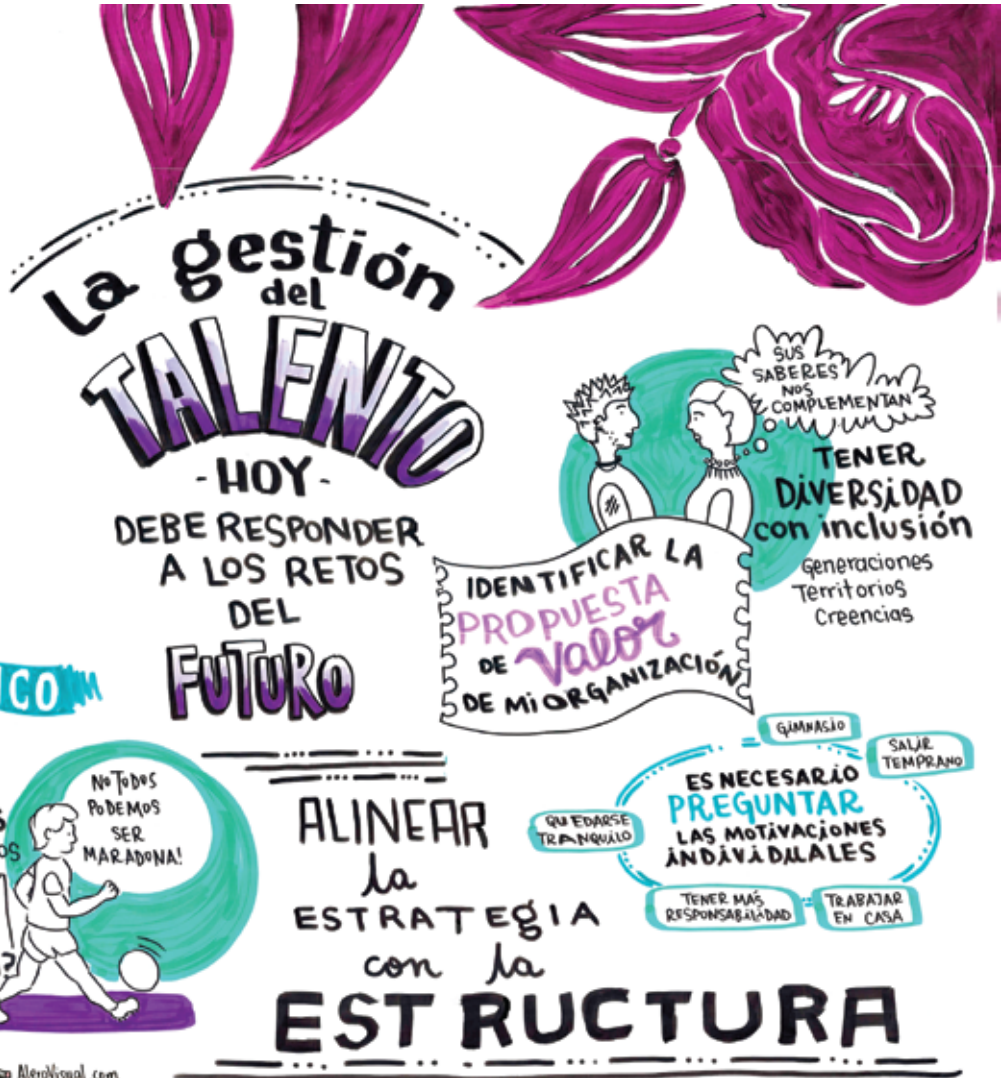 La gestión
del
TALENTO
- HOY -
DEBE RESPONDER
A LOS RETOS
DEL
FUTURO
SUS
SABERES
NOS
COMPLEMENTAN
TENER
DIVERSIDAD
con inclusión
Generaciones
Territorios
Creencias
IDENTIFICAR LA
PROPUESTA
DE valor
DE MI ORGANIZACIÓN
ICO
NO TODOS
PODEMOS
SER
MARADONA!
ALINEAR
la
ESTRATEGIA
con la
ESTRUCTURA
GIMNASIO
SALIR
TEMPRANO
ES NECESARIO
PREGUNTAR
LAS MOTIVACIONES
INDIVIDUALES
QUEDARSE
TRANQUILO
TENER MÁS
RESPONSABILIDAD
TRABAJAR
EN CASA